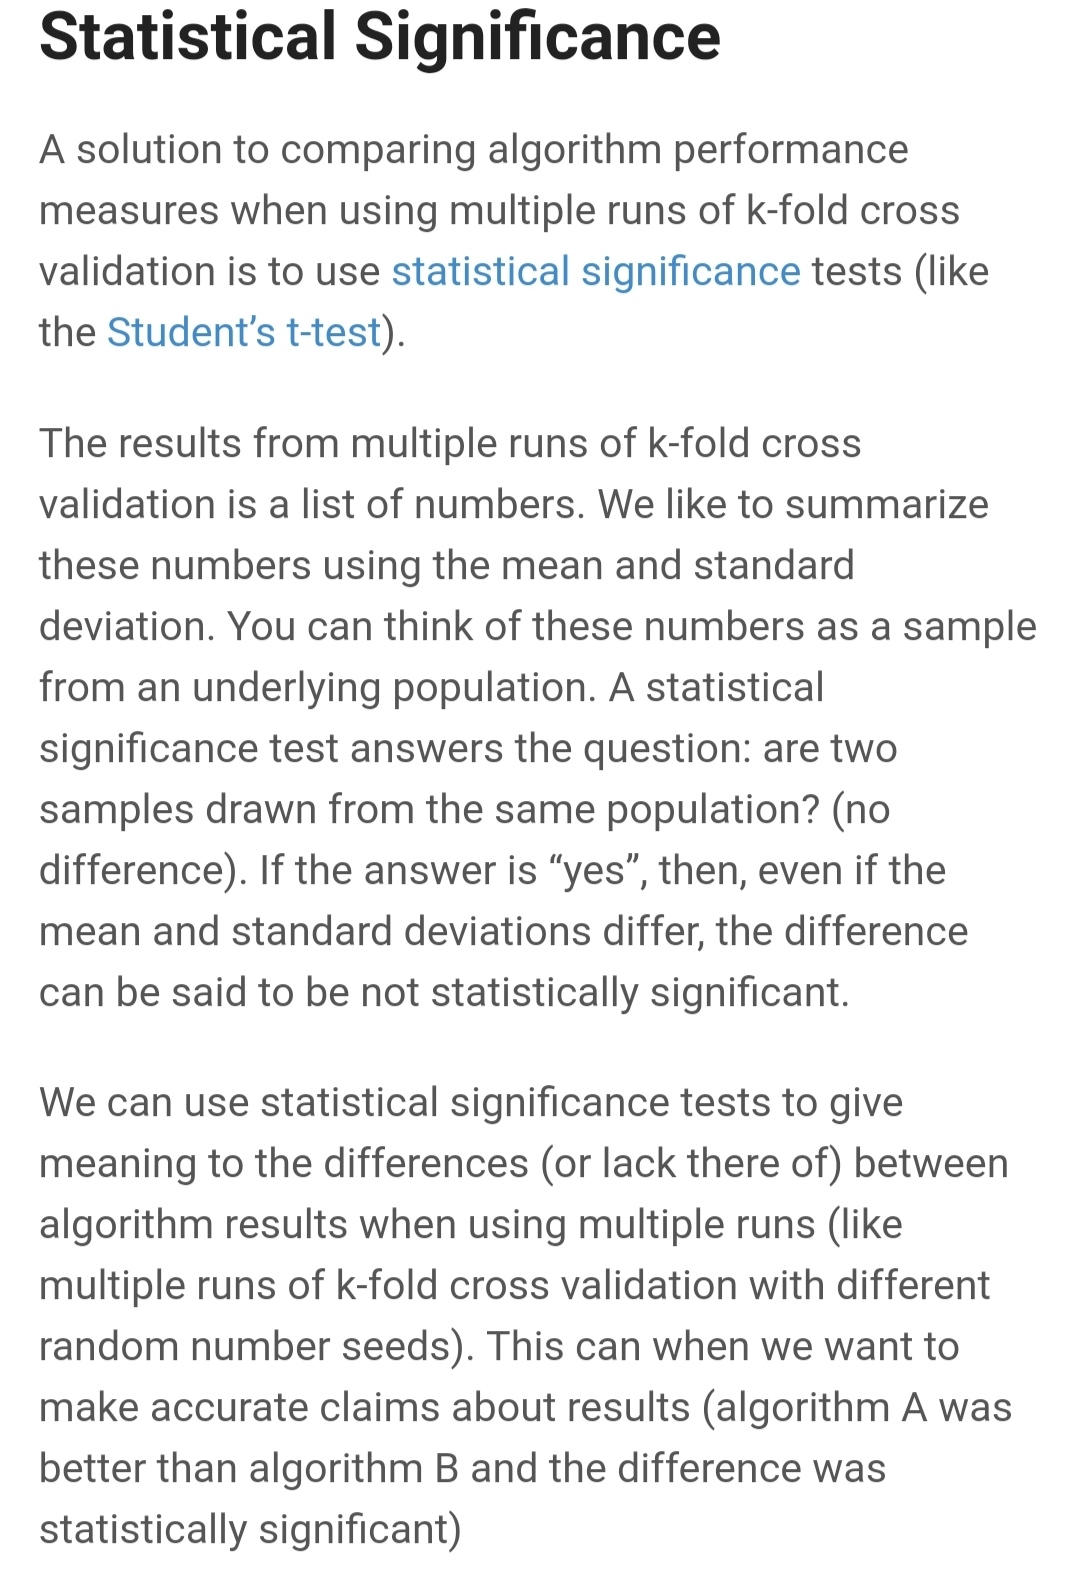 Statistical Significance
A solution to comparing algorithm performance
measures when using multiple runs of k-fold cross
validation is to use statistical significance tests (like
the Student’s t-test).
The results from multiple runs of k-fold cross
validation is a list of numbers. We like to summarize
these numbers using the mean and standard
deviation. You can think of these numbers as a sample
from an underlying population. A statistical
significance test answers the question: are two
samples drawn from the same population? (no
difference). If the answer is “yes”, then, even if the
mean and standard deviations differ, the difference
can be said to be not statistically significant.
We can use statistical significance tests to give
meaning to the differences (or lack there of) between
algorithm results when using multiple runs (like
multiple runs of k-fold cross validation with different
random number seeds). This can when we want to
make accurate claims about results (algorithm A was
better than algorithm B and the difference was
statistically significant)